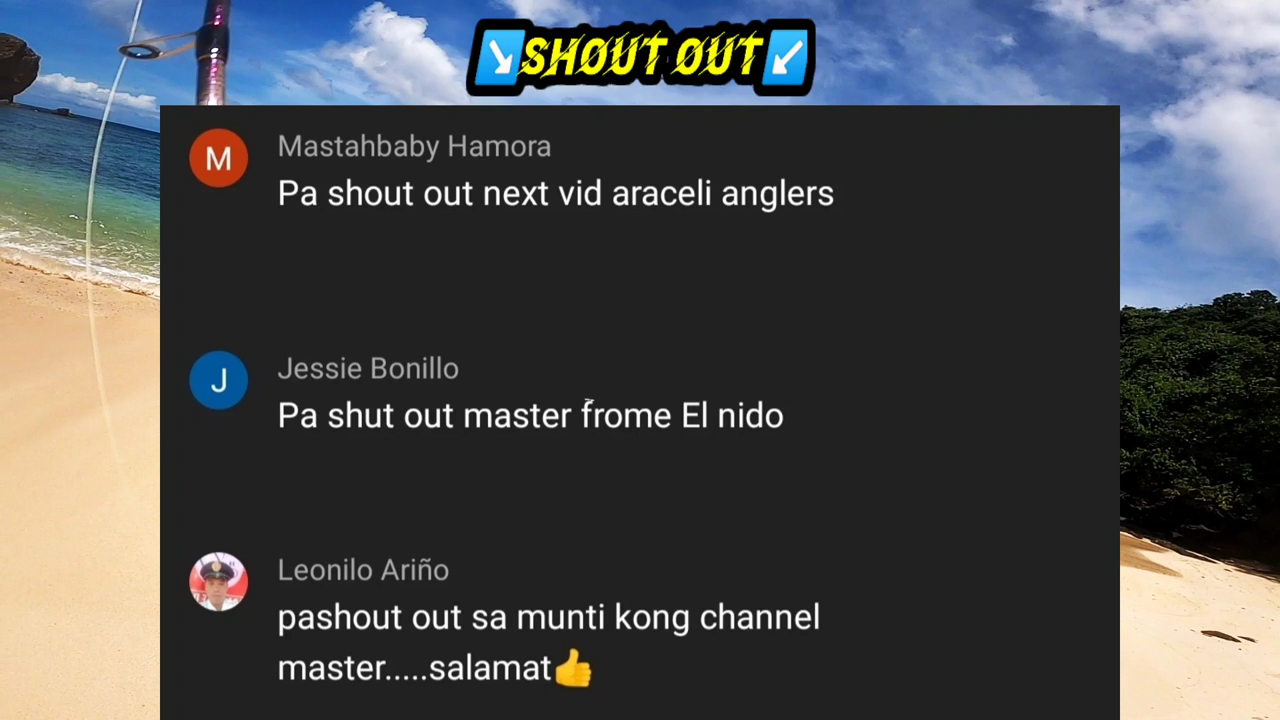 SHOUT OUT
M
Mastahbaby Hamora
Pa shout out next vid araceli anglers
J
Jessie Bonillo
Pa shut out master frome El nido
Leonilo Ariño
pashout out sa munti kong channel
master.....salamat👍